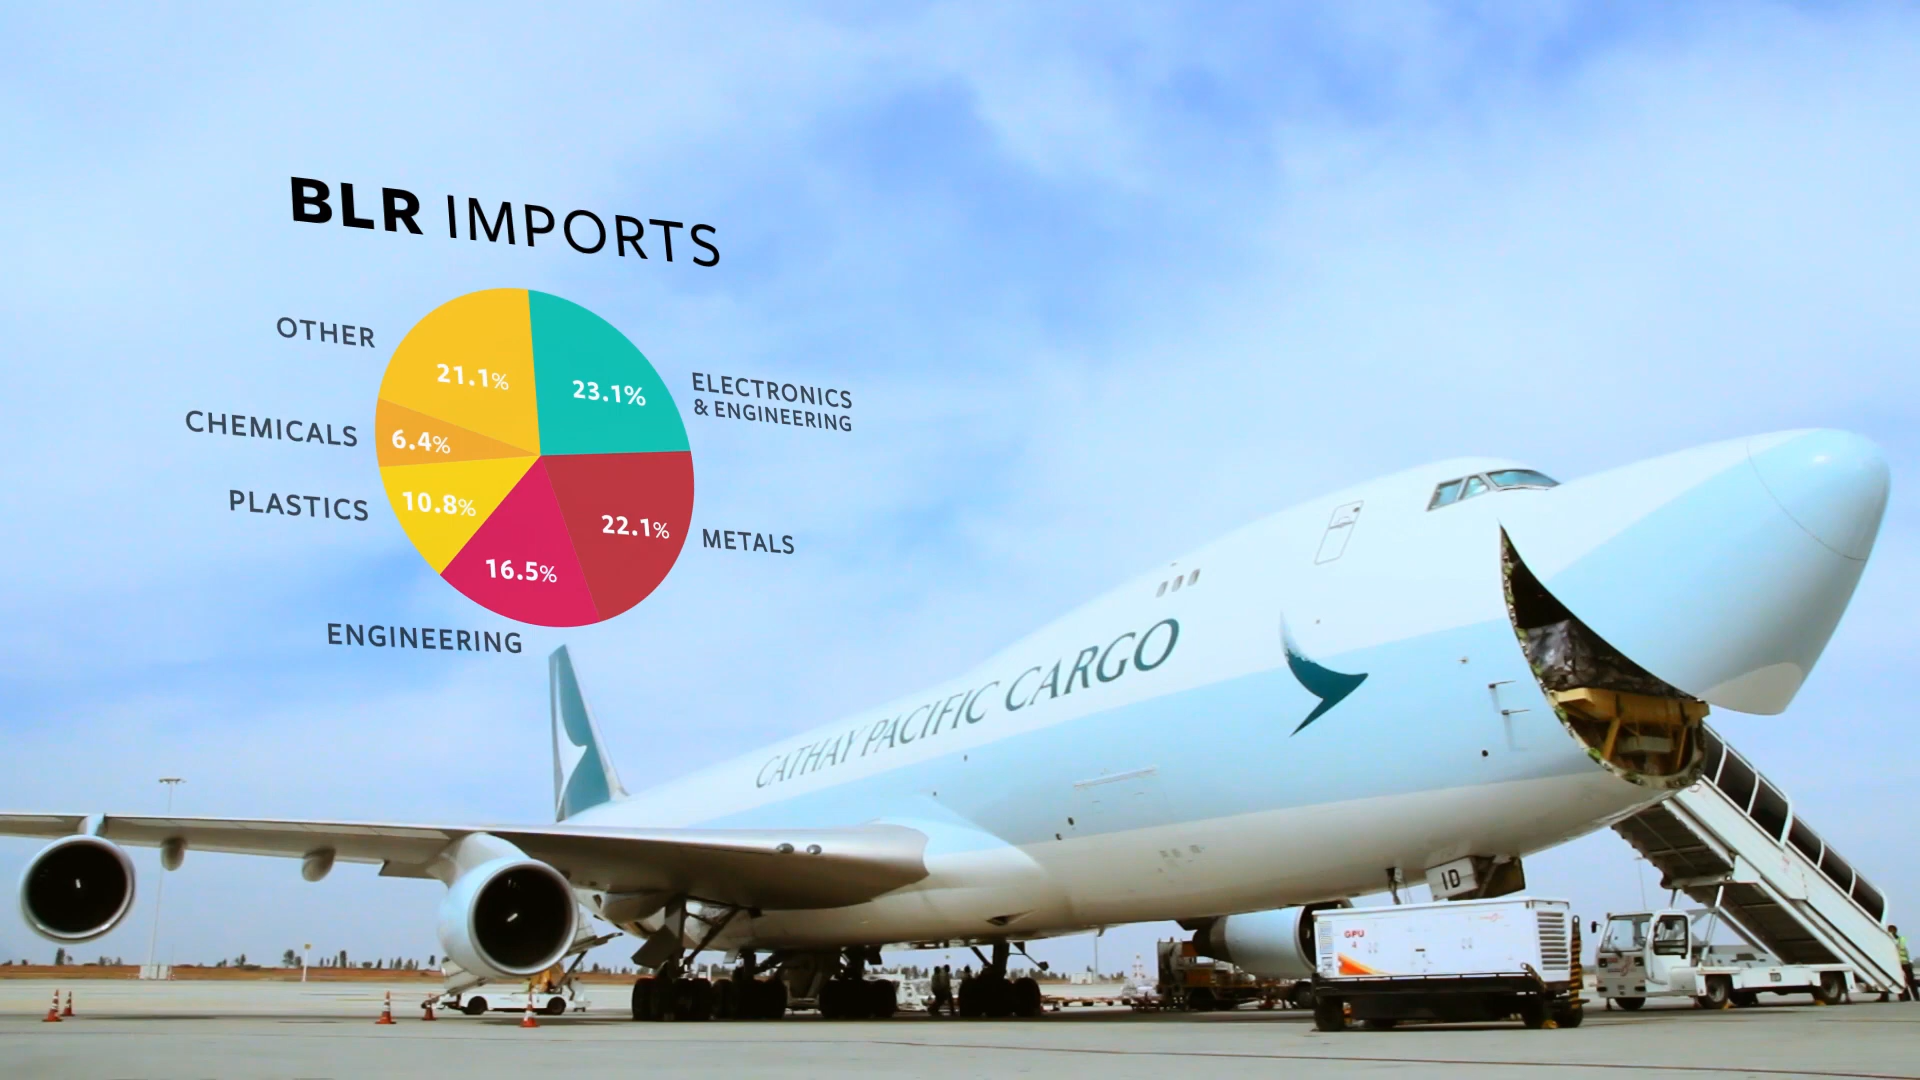 BLR IMPORTS
OTHER
21.1%
23.1%
ELECTRONICS
& ENGINEERING
CHEMICALS
6.4%
PLASTICS
10.8%
22.1%
METALS
16.5%
ENGINEERING
CATHAY PACIFIC CARGO
ID
GPU
4